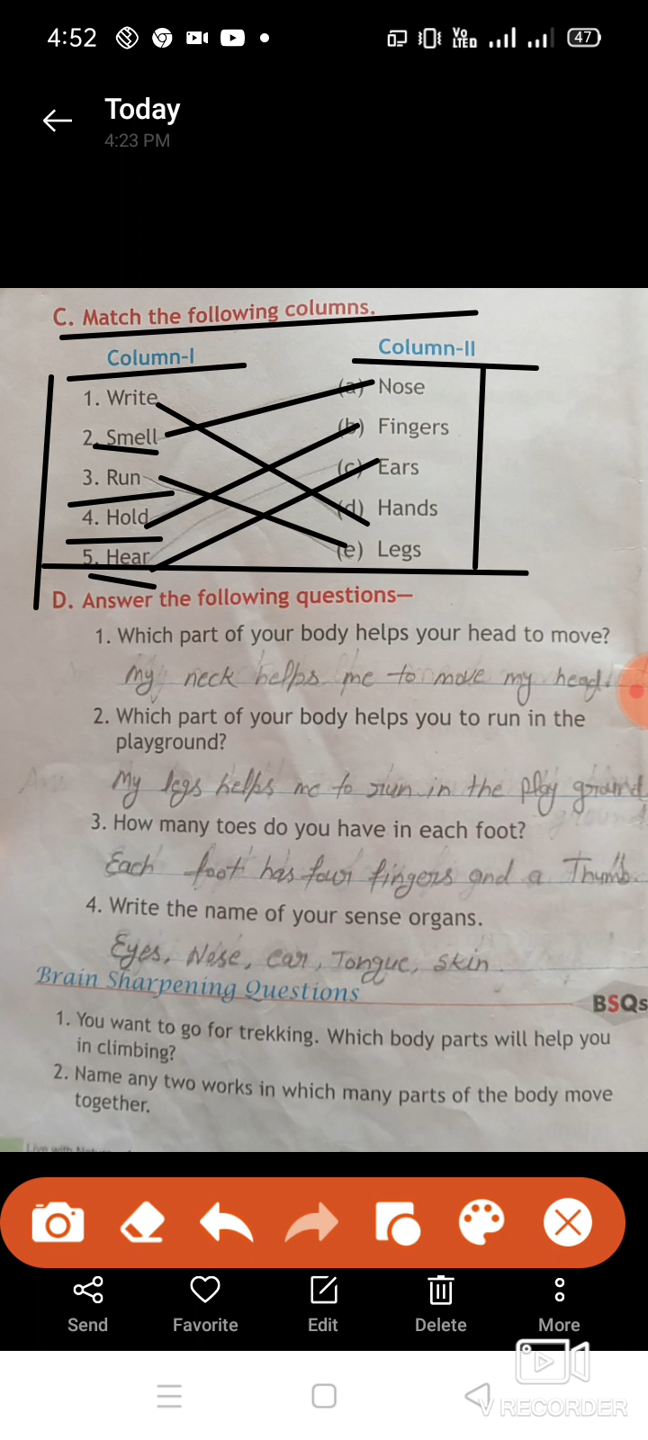 4:52 Vo LTED 47
Today
4:23 PM
C. Match the following columns.
Column-I Column-II
1. Write (a) Nose
2. Smell (b) Fingers
3. Run (c) Ears
4. Hold (d) Hands
5. Hear (e) Legs
D. Answer the following questions—
1. Which part of your body helps your head to move?
My neck helps me to move my head.
2. Which part of your body helps you to run in the
playground?
My legs helps me to run in the play ground
3. How many toes do you have in each foot?
Each foot has four fingers and a Thumb.
4. Write the name of your sense organs.
Eyes, Nose, ear, Tongue, skin.
Brain Sharpening Questions
BSQs
1. You want to go for trekking. Which body parts will help you
in climbing?
2. Name any two works in which many parts of the body move
together.
Send Favorite Edit Delete More
V RECORDER